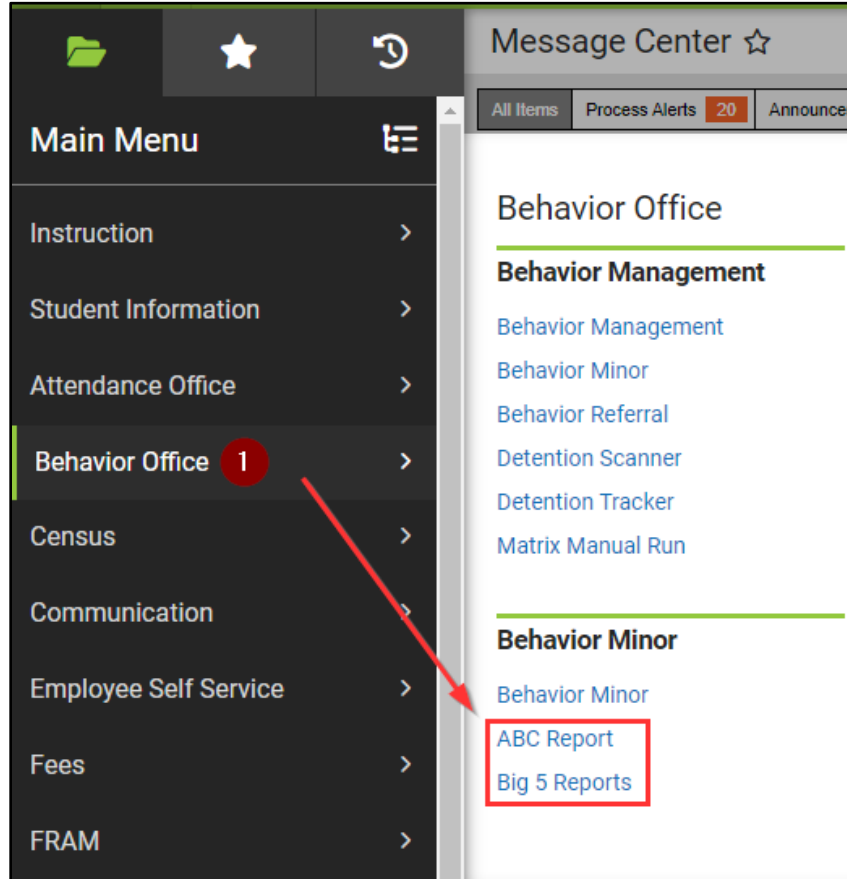 Message Center
All Items Process Alerts 20 Announce
Main Menu
Instruction
Student Information
Attendance Office
Behavior Office 1
Census
Communication
Employee Self Service
Fees
FRAM
Behavior Office
Behavior Management
Behavior Management
Behavior Minor
Behavior Referral
Detention Scanner
Detention Tracker
Matrix Manual Run
Behavior Minor
Behavior Minor
ABC Report
Big 5 Reports